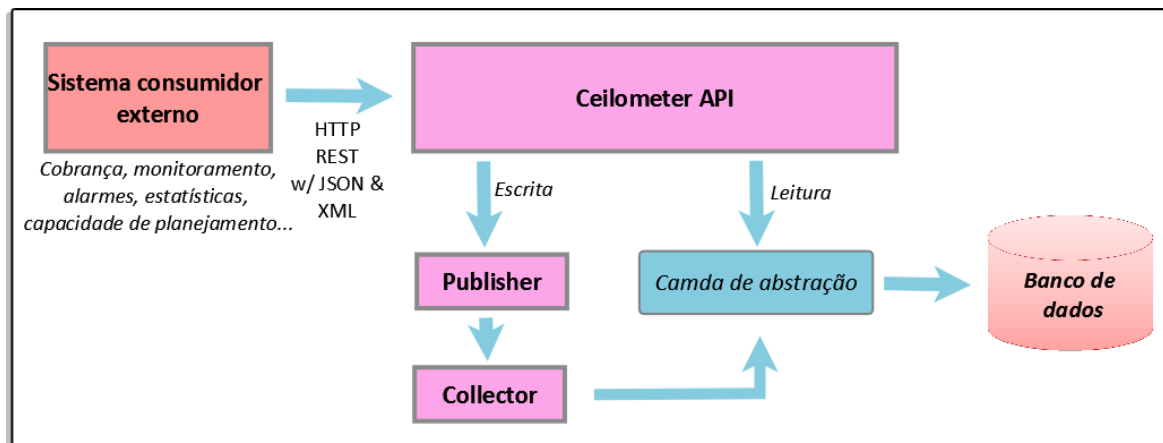 Sistema consumidor
externo
Cobrança, monitoramento,
alarmes, estatísticas,
capacidade de planejamento...
HTTP
REST
w/ JSON &
XML
Ceilometer API
Escrita
Leitura
Publisher
Camda de abstração
Banco de
dados
Collector